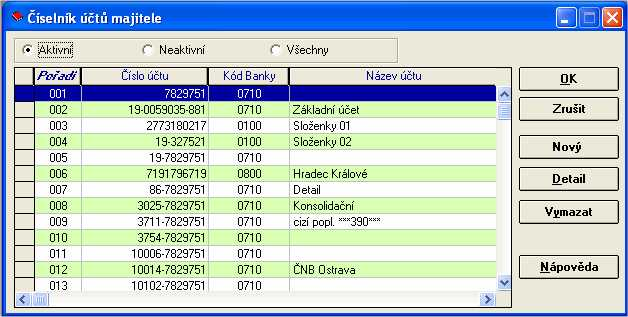 Číselník účtů majitele
Aktivní Neaktivní Všechny
Pořadí Číslo účtu Kód Banky Název účtu
001 7829751 0710
002 19-0059035-881 0710 Základní účet
003 2773180217 0100 Složenky 01
004 19-327521 0100 Složenky 02
005 19-7829751 0710
006 7191796719 0800 Hradec Králové
007 86-7829751 0710 Detail
008 3025-7829751 0710 Konsolidační
009 3711-7829751 0710 cizí popl. ***390***
010 3754-7829751 0710
011 10006-7829751 0710
012 10014-7829751 0710 ČNB Ostrava
013 10102-7829751 0710
OK
Zrušit
Nový
Detail
Vymazat
Nápověda